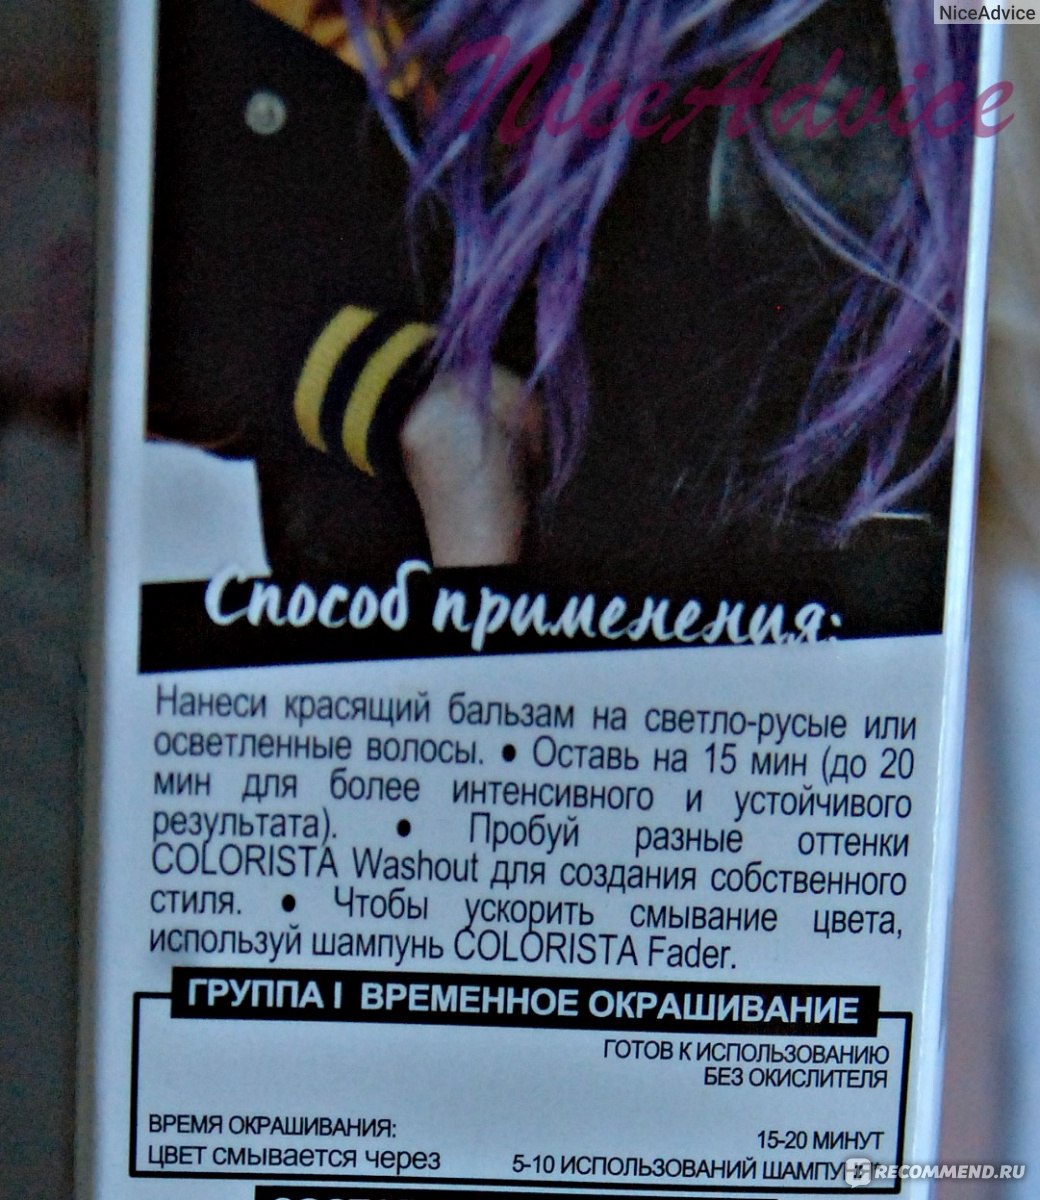 NiceAdvice
NiceAdvice
Способ применения:
Нанеси красящий бальзам на светло-русые или
осветленные волосы. • Оставь на 15 мин (до 20
мин для более интенсивного и устойчивого
результата). • Пробуй разные оттенки
COLORISTA Washout для создания собственного
стиля. • Чтобы ускорить смывание цвета,
используй шампунь COLORISTA Fader.
ГРУППА I ВРЕМЕННОЕ ОКРАШИВАНИЕ
ГОТОВ К ИСПОЛЬЗОВАНИЮ
БЕЗ ОКИСЛИТЕЛЯ
ВРЕМЯ ОКРАШИВАНИЯ: 15-20 МИНУТ
ЦВЕТ СМЫВАЕТСЯ через 5-10 ИСПОЛЬЗОВАНИЙ
RECOMMEND.RU